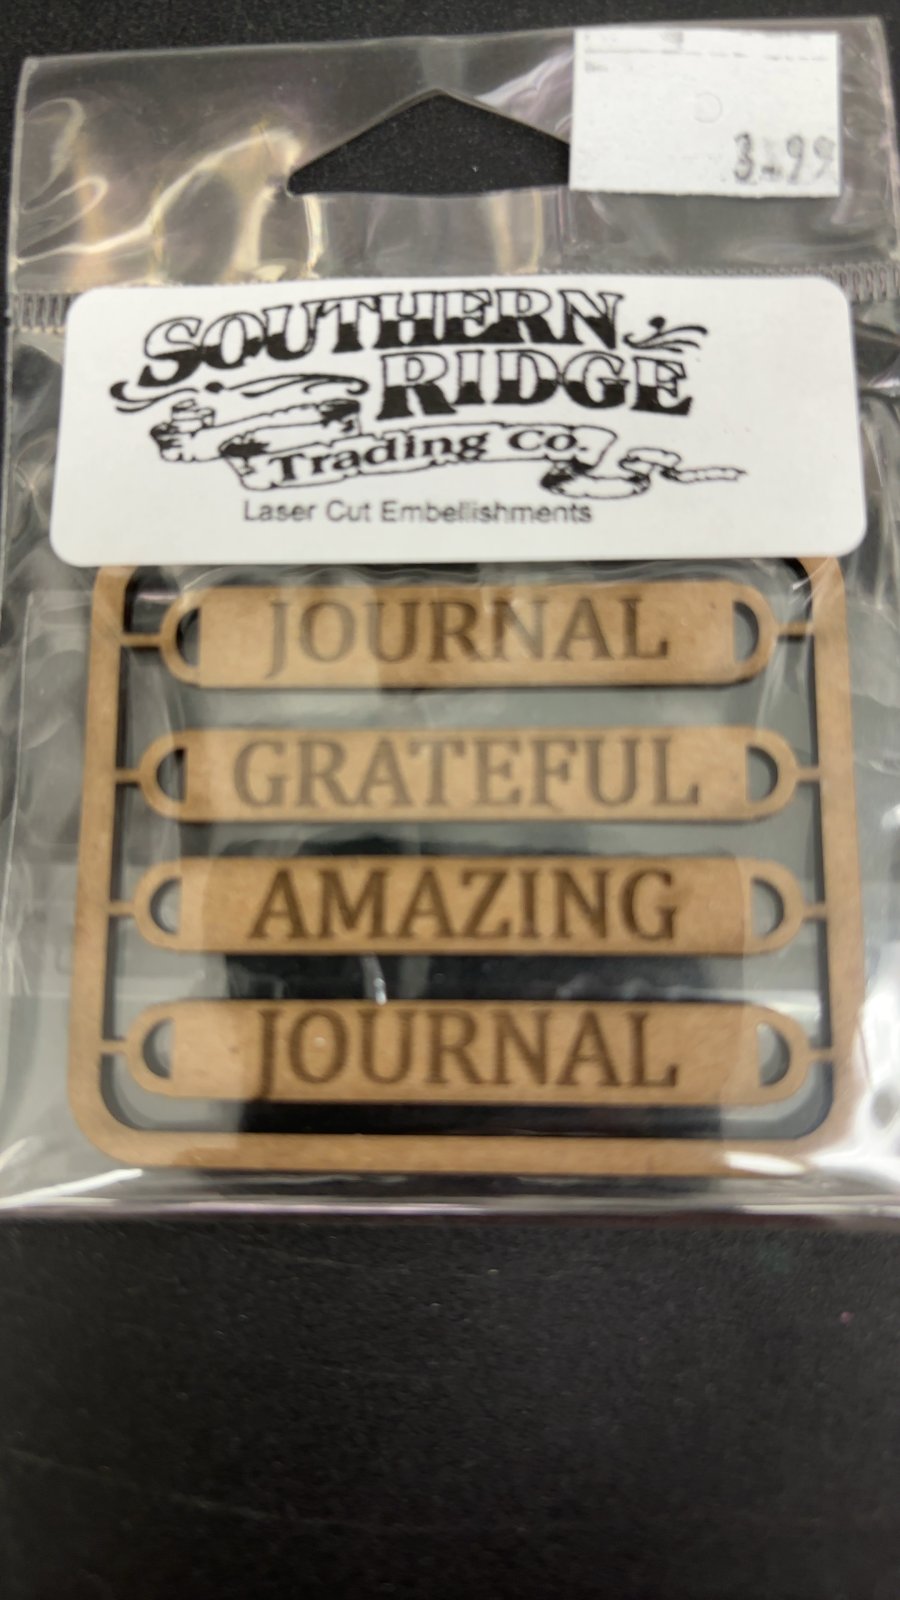 3.99
SOUTHERN
RIDGE
Trading Co.
Laser Cut Embellishments
JOURNAL
GRATEFUL
AMAZING
JOURNAL